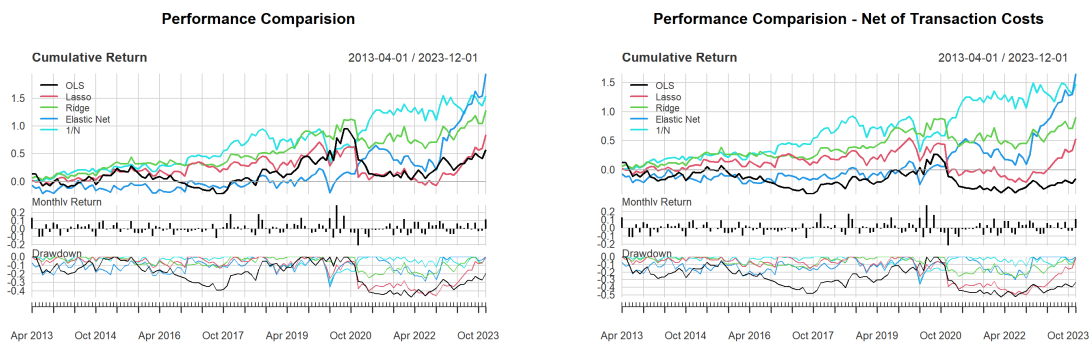 Performance Comparision
Cumulative Return 2013-04-01 / 2023-12-01
OLS
Lasso
Ridge
Elastic Net
1/N
1.5
1.0
0.5
0.0
Monthly Return
0.2
0.1
0.0
-0.1
-0.2
Drawdown
0.0
-0.1
-0.2
-0.3
-0.4
Apr 2013 Oct 2014 Apr 2016 Oct 2017 Apr 2019 Oct 2020 Apr 2022 Oct 2023
Performance Comparision - Net of Transaction Costs
Cumulative Return 2013-04-01 / 2023-12-01
OLS
Lasso
Ridge
Elastic Net
1/N
1.5
1.0
0.5
0.0
Monthly Return
0.2
0.1
0.0
-0.1
-0.2
Drawdown
0.0
-0.1
-0.2
-0.3
-0.4
-0.5
Apr 2013 Oct 2014 Apr 2016 Oct 2017 Apr 2019 Oct 2020 Apr 2022 Oct 2023